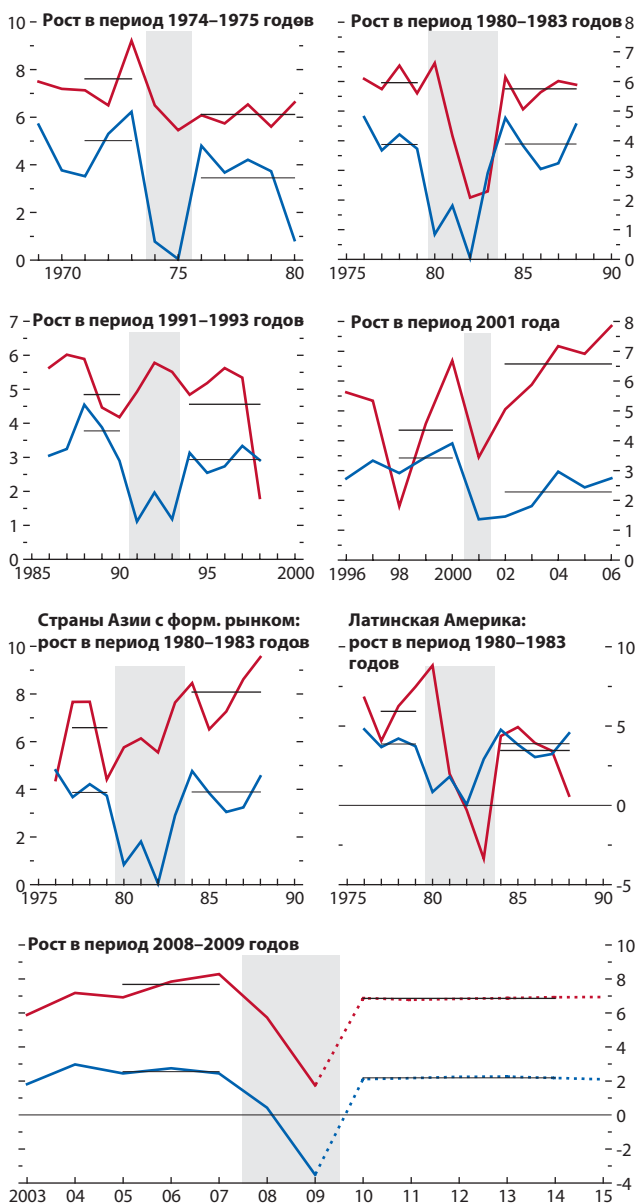 Рост в период 1974–1975 годов
10
8
6
4
2
0
1970 75 80
Рост в период 1980–1983 годов
8
7
6
5
4
3
2
1
0
1975 80 85 90
Рост в период 1991–1993 годов
7
6
5
4
3
2
1
0
1985 90 95 2000
Рост в период 2001 года
8
7
6
5
4
3
2
1
0
1996 98 2000 02 04 06
Страны Азии с форм. рынком:
рост в период 1980–1983 годов
10
8
6
4
2
0
1975 80 85 90
Латинская Америка:
рост в период 1980–1983
годов
10
5
0
-5
1975 80 85 90
Рост в период 2008–2009 годов
10
8
6
4
2
0
-2
-4
2003 04 05 06 07 08 09 10 11 12 13 14 15